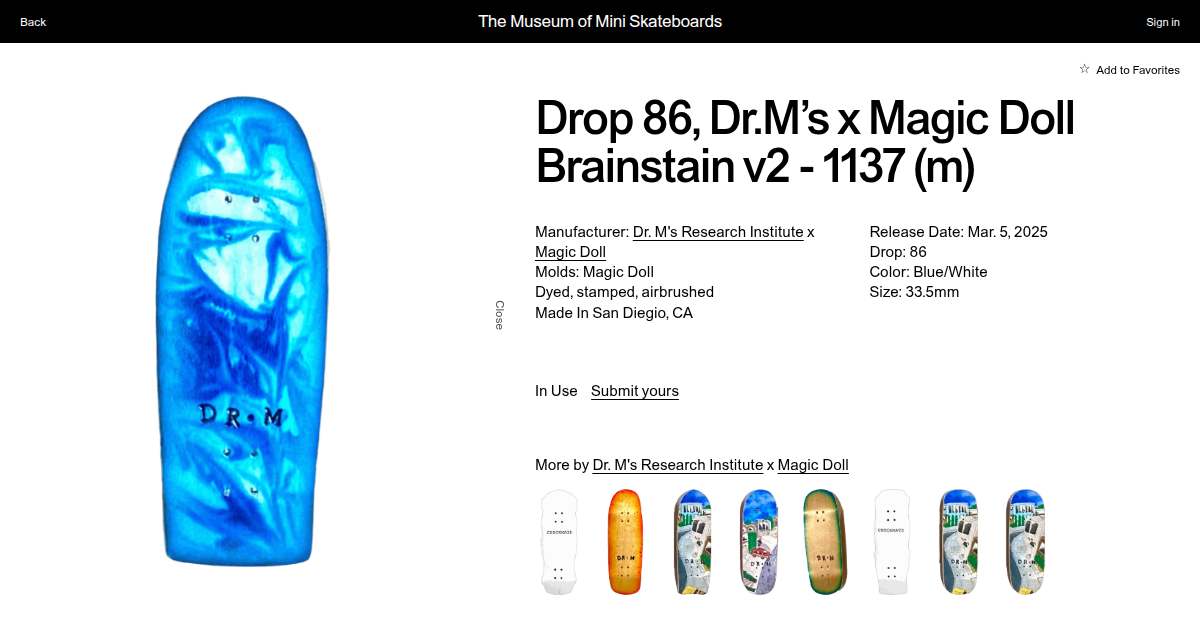 Back
The Museum of Mini Skateboards
Sign in
☆ Add to Favorites
Drop 86, Dr.M’s x Magic Doll
Brainstain v2 - 1137 (m)
Manufacturer: Dr. M's Research Institute x
Magic Doll
Molds: Magic Doll
Dyed, stamped, airbrushed
Made In San Diegio, CA
Release Date: Mar. 5, 2025
Drop: 86
Color: Blue/White
Size: 33.5mm
Close
DR•M
In Use Submit yours
More by Dr. M's Research Institute x Magic Doll
DR•M
DR•M